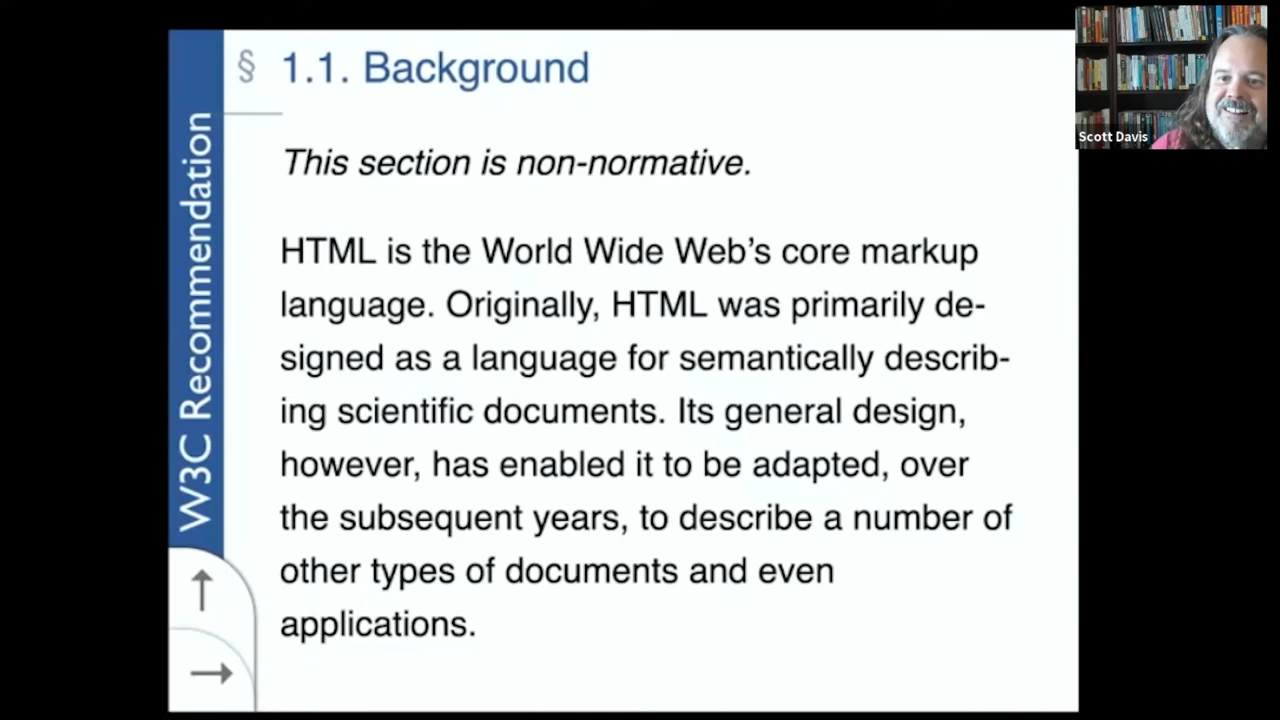 W3C Recommendation
§ 1.1. Background
This section is non-normative.
HTML is the World Wide Web’s core markup
language. Originally, HTML was primarily de-
signed as a language for semantically describ-
ing scientific documents. Its general design,
however, has enabled it to be adapted, over
the subsequent years, to describe a number of
other types of documents and even
applications.
Scott Davis